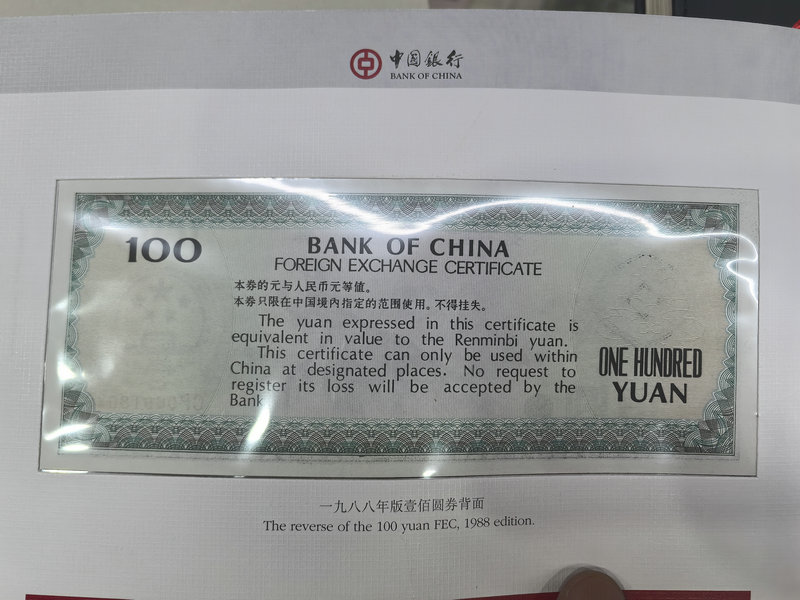 中国銀行
BANK OF CHINA
100
BANK OF CHINA
FOREIGN EXCHANGE CERTIFICATE
本券的元与人民币元等值。
本券只限在中国境内指定的范围使用。不得挂失。
The yuan expressed in this certificate is
equivalent in value to the Renminbi yuan.
This certificate can only be used within
China at designated places. No request to
register its loss will be accepted by the
Bank
ONE HUNDRED
YUAN
一九八八年版壹佰圆券背面
The reverse of the 100 yuan FEC, 1988 edition.